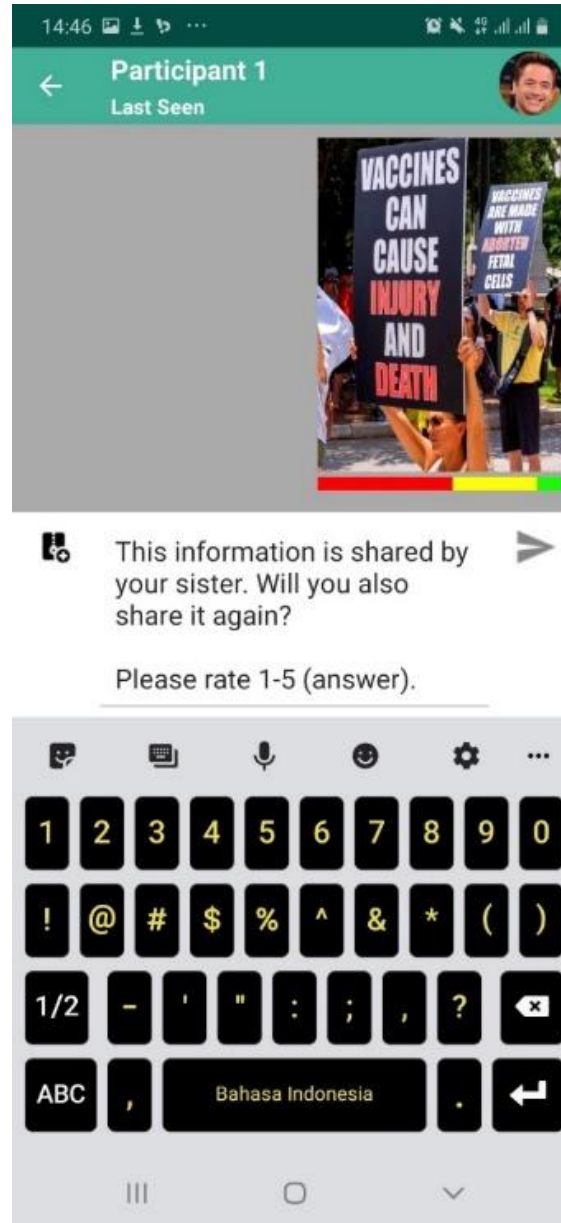 14:46
Participant 1
Last Seen
VACCINES
CAN
CAUSE
INJURY
AND
DEATH
VACCINES
ARE MADE
WITH
ABORTED
FETAL
CELLS
This information is shared by
your sister. Will you also
share it again?
Please rate 1-5 (answer).
1 2 3 4 5 6 7 8 9 0
! @ # $ % ^ & * ( )
1/2 - ' " : ; , ?
ABC , Bahasa Indonesia .